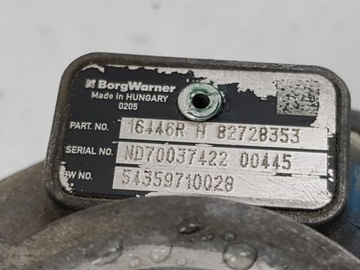 BorgWarner
Made in HUNGARY
0205
PART NO. 16446R H 82728353
SERIAL NO. ND70037422 00445
BW NO. 54359710028